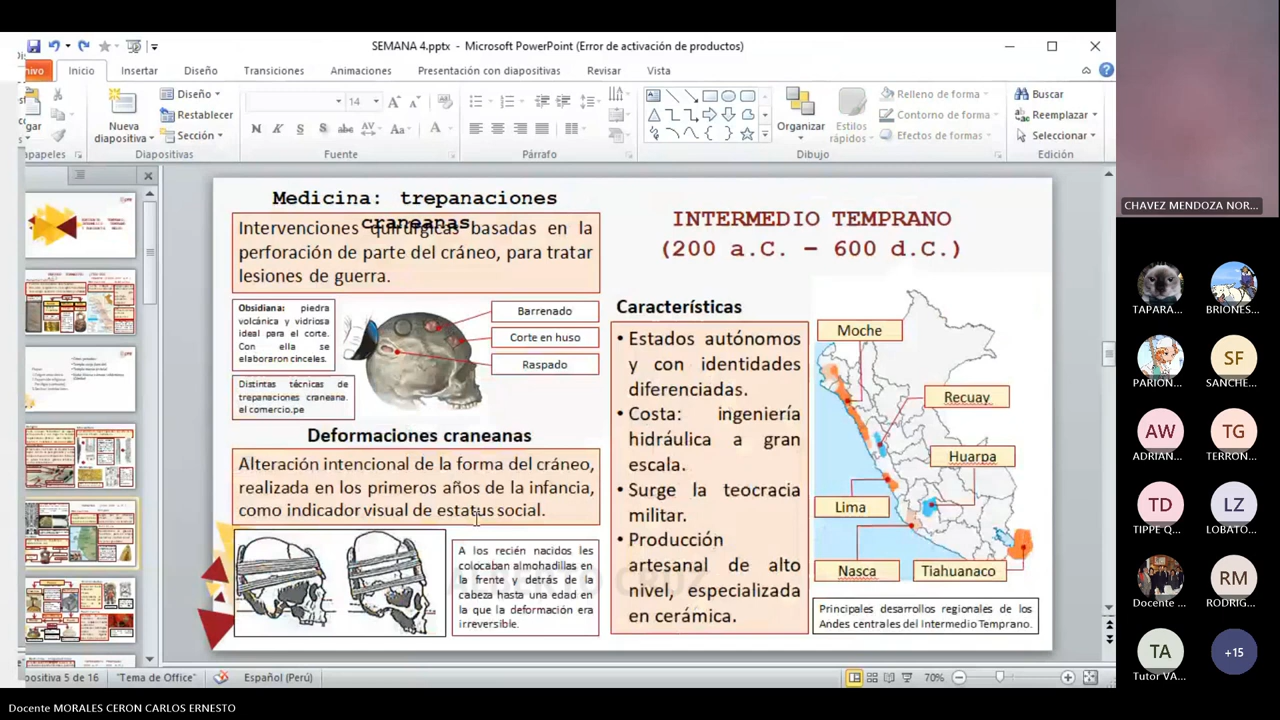 SEMANA 4.pptx - Microsoft PowerPoint (Error de activación de productos)
Inicio
Insertar
Diseño
Transiciones
Animaciones
Presentación con diapositivas
Revisar
Vista
Nueva
diapositiva
Diseño
Restablecer
Sección
Diapositivas
14
Fuente
Párrafo
Organizar
Estilos
rápidos
Relleno de forma
Contorno de forma
Efectos de formas
Dibujo
Buscar
Reemplazar
Seleccionar
Edición
Medicina: trepanaciones
craneanas
Intervenciones quirúrgicas basadas en la
perforación de parte del cráneo, para tratar
lesiones de guerra.
Obsidiana: piedra
volcánica y vidriosa
ideal para el corte.
Con ella se
elaboraron cinceles.
Distintas técnicas de
trepanaciones craneana.
el comercio.pe
Barrenado
Corte en huso
Raspado
Deformaciones craneanas
Alteración intencional de la forma del cráneo,
realizada en los primeros años de la infancia,
como indicador visual de estatus social.
A los recién nacidos les
colocaban almohadillas en
la frente y detrás de la
cabeza hasta una edad en
la que la deformación era
irreversible.
INTERMEDIO TEMPRANO
(200 a.C. – 600 d.C.)
Características
• Estados autónomos
y con identidades
diferenciadas.
• Costa: ingeniería
hidráulica a gran
escala.
• Surge la teocracia
militar.
• Producción
artesanal de alto
nivel, especializada
en cerámica.
Moche
Recuay
Huarpa
Lima
Nasca
Tiahuanaco
Principales desarrollos regionales de los
Andes centrales del Intermedio Temprano.
positiva 5 de 16
"Tema de Office"
Español (Perú)
70%
CHAVEZ MENDOZA NOR...
TAPARA...
BRIONES...
PARION...
SF
SANCHE...
AW
ADRIAN...
TG
TERRON...
TD
TIPPE Q...
LZ
LOBATO...
Docente ...
RM
RODRIG...
TA
Tutor VA...
+15
Docente MORALES CERON CARLOS ERNESTO